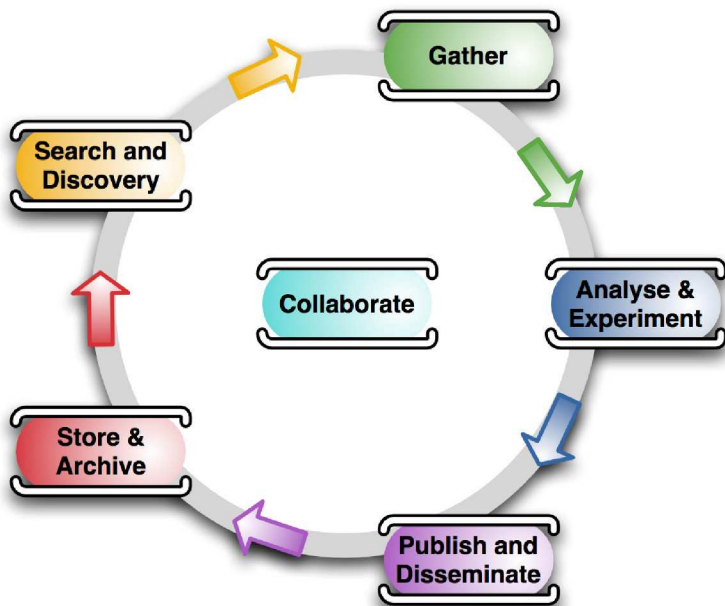 Gather
Search and
Discovery
Collaborate
Analyse &
Experiment
Store &
Archive
Publish and
Disseminate